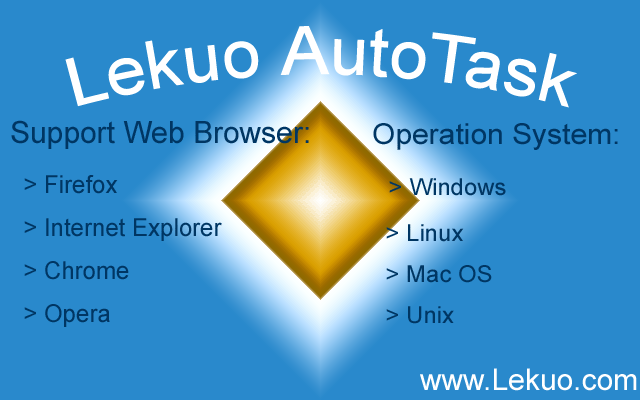 Lekuo AutoTask
Support Web Browser:
> Firefox
> Internet Explorer
> Chrome
> Opera
Operation System:
> Windows
> Linux
> Mac OS
> Unix
www.Lekuo.com